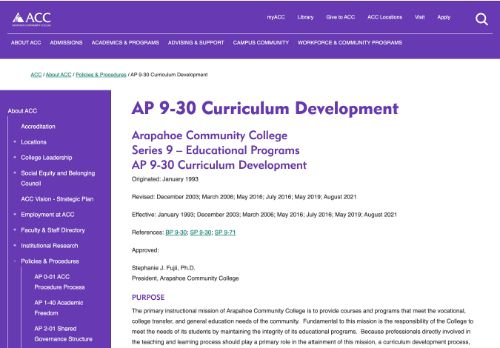 ACC
myACC Library Give to ACC ACC Locations Visit Apply
ABOUT ACC ADMISSIONS ACADEMICS & PROGRAMS ADVISING & SUPPORT CAMPUS COMMUNITY WORKFORCE & COMMUNITY PROGRAMS
ACC / About ACC / Policies & Procedures / AP 9-30 Curriculum Development
About ACC
Accreditation
Locations
College Leadership
Social Equity and Belonging
Council
ACC Vision - Strategic Plan
Employment at ACC
Faculty & Staff Directory
Institutional Research
Policies & Procedures
AP 0-01 ACC
Procedure Process
AP 1-40 Academic
Freedom
AP 2-01 Shared
Governance Structure
AP 9-30 Curriculum Development
Arapahoe Community College
Series 9 – Educational Programs
AP 9-30 Curriculum Development
Originated: January 1993
Revised: December 2003; March 2006; May 2016; July 2016; May 2019; August 2021
Effective: January 1993; December 2003; March 2006; May 2016; July 2016; May 2019; August 2021
References: BP 9-30; SP 9-30; SP 9-71
Approved:
Stephanie J. Fujii, Ph.D.
President, Arapahoe Community College
PURPOSE
The primary instructional mission of Arapahoe Community College is to provide courses and programs that meet the vocational,
college transfer, and general education needs of the community. Fundamental to this mission is the responsibility of the College to
meet the needs of its students by maintaining the integrity of its educational programs. Because professionals directly involved in
the teaching and learning process should play a primary role in the attainment of this mission, a curriculum development process,